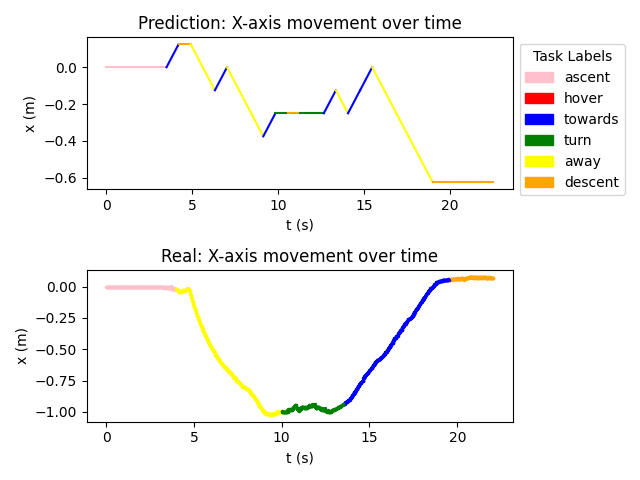 Prediction: X-axis movement over time
x (m)
0.0
−0.2
−0.4
−0.6
0
5
10
15
20
t (s)
Task Labels
ascent
hover
towards
turn
away
descent
Real: X-axis movement over time
x (m)
0.00
−0.25
−0.50
−0.75
−1.00
0
5
10
15
20
t (s)